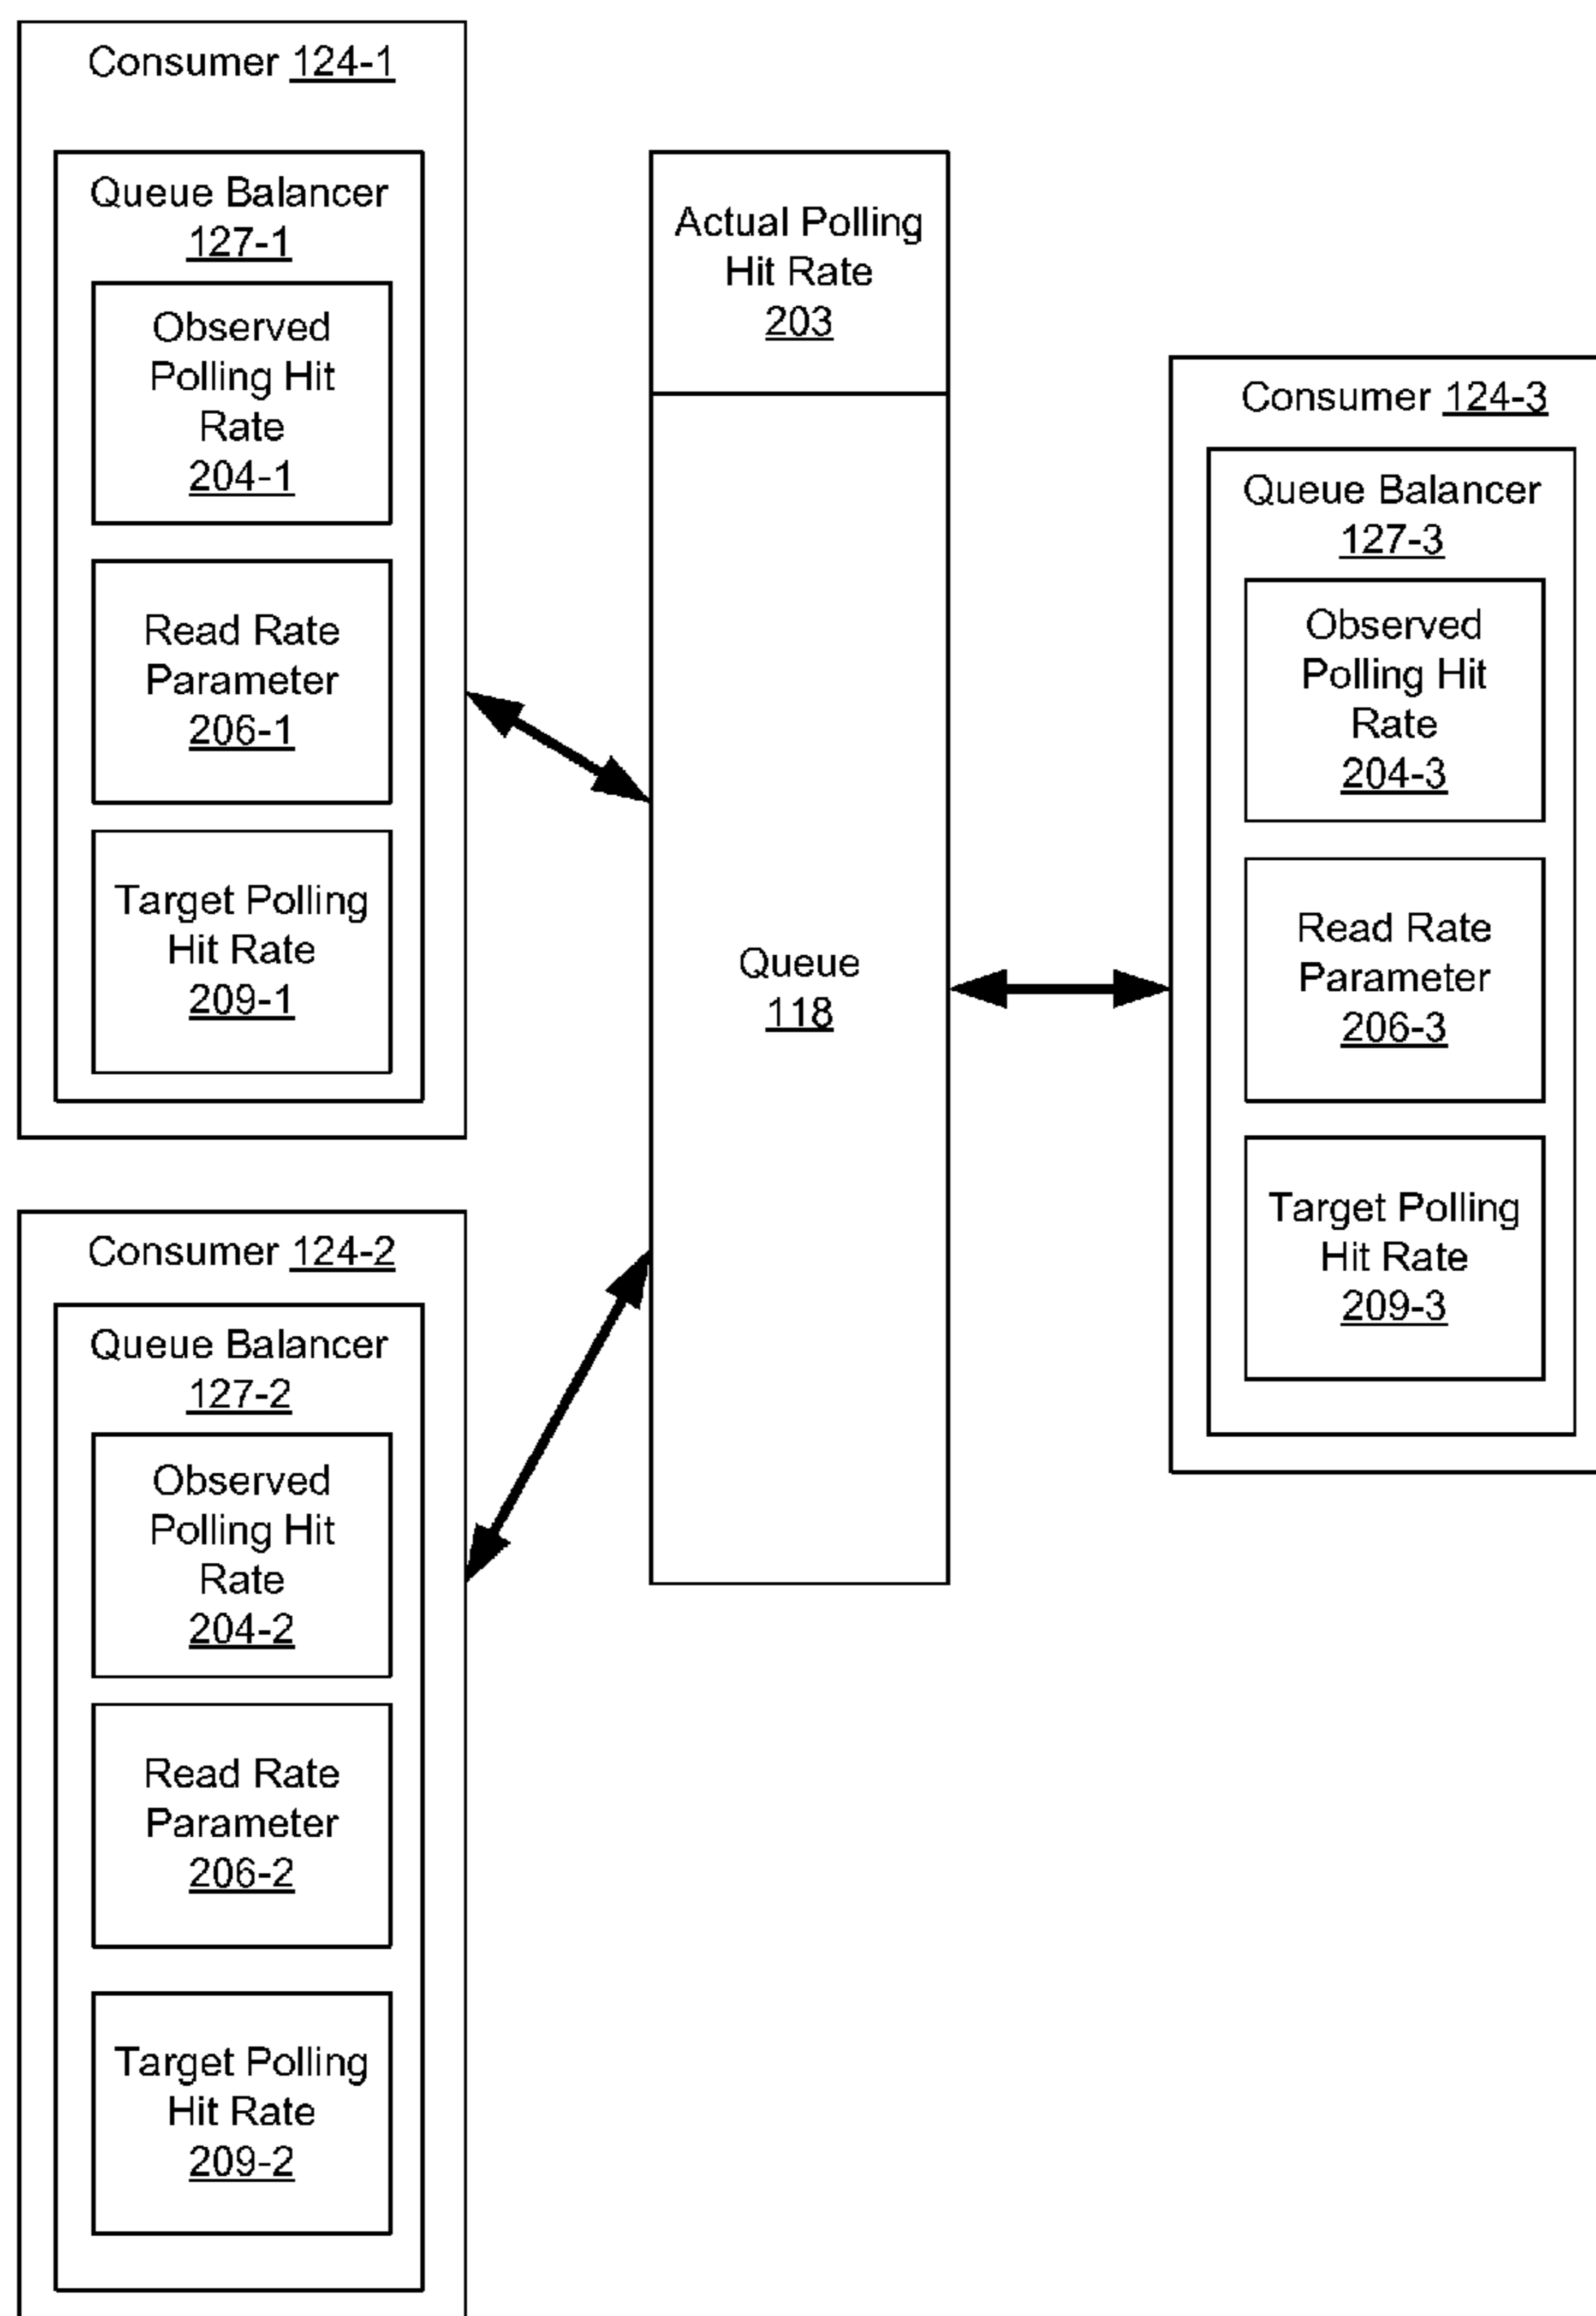 Consumer 124-1
Queue Balancer
127-1
Observed
Polling Hit
Rate
204-1
Read Rate
Parameter
206-1
Target Polling
Hit Rate
209-1
Consumer 124-2
Queue Balancer
127-2
Observed
Polling Hit
Rate
204-2
Read Rate
Parameter
206-2
Target Polling
Hit Rate
209-2
Actual Polling
Hit Rate
203
Queue
118
Consumer 124-3
Queue Balancer
127-3
Observed
Polling Hit
Rate
204-3
Read Rate
Parameter
206-3
Target Polling
Hit Rate
209-3